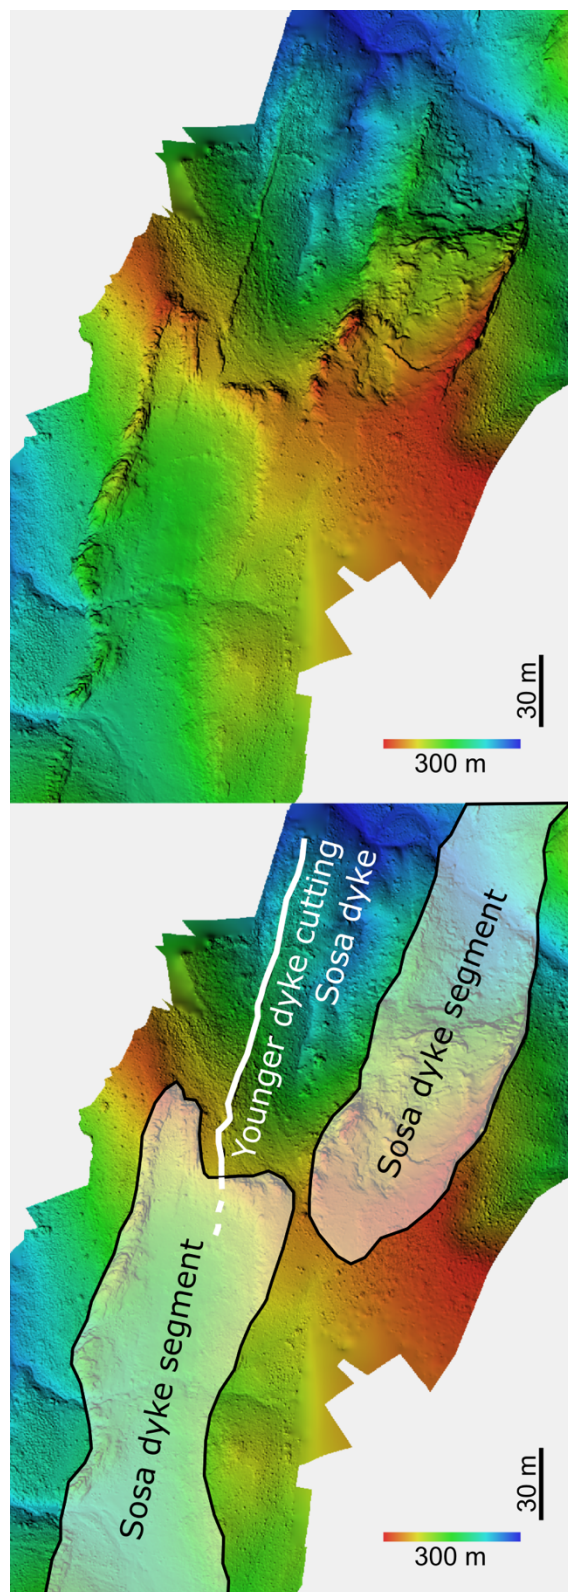 30 m
300 m
Younger dyke cutting
Sosa dyke
Sosa dyke segment
Sosa dyke segment
30 m
300 m